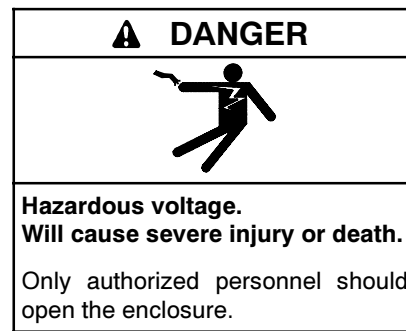 DANGER
Hazardous voltage.
Will cause severe injury or death.
Only authorized personnel should
open the enclosure.